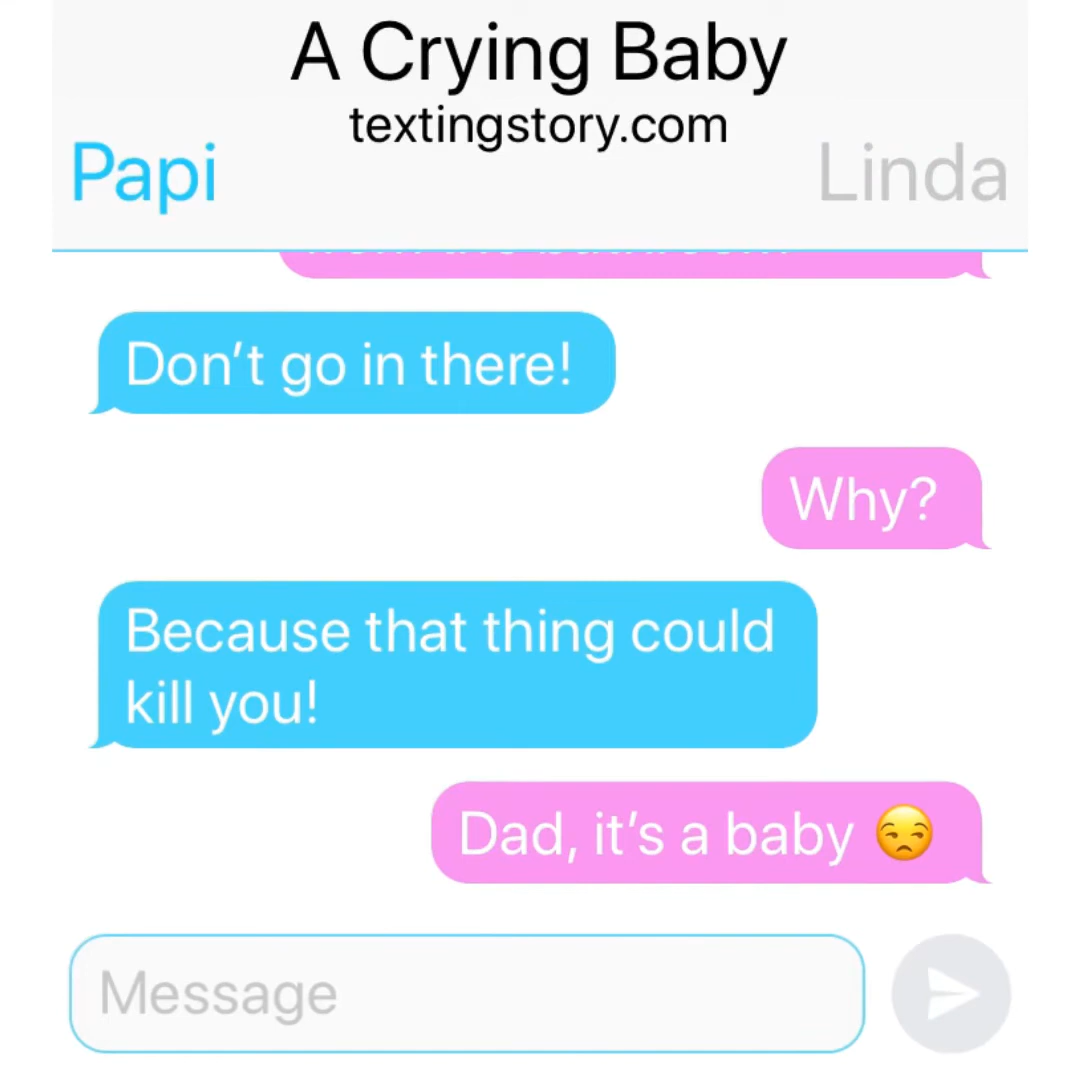 A Crying Baby
textingstory.com
Papi
Linda
Don’t go in there!
Why?
Because that thing could
kill you!
Dad, it’s a baby 😒
Message